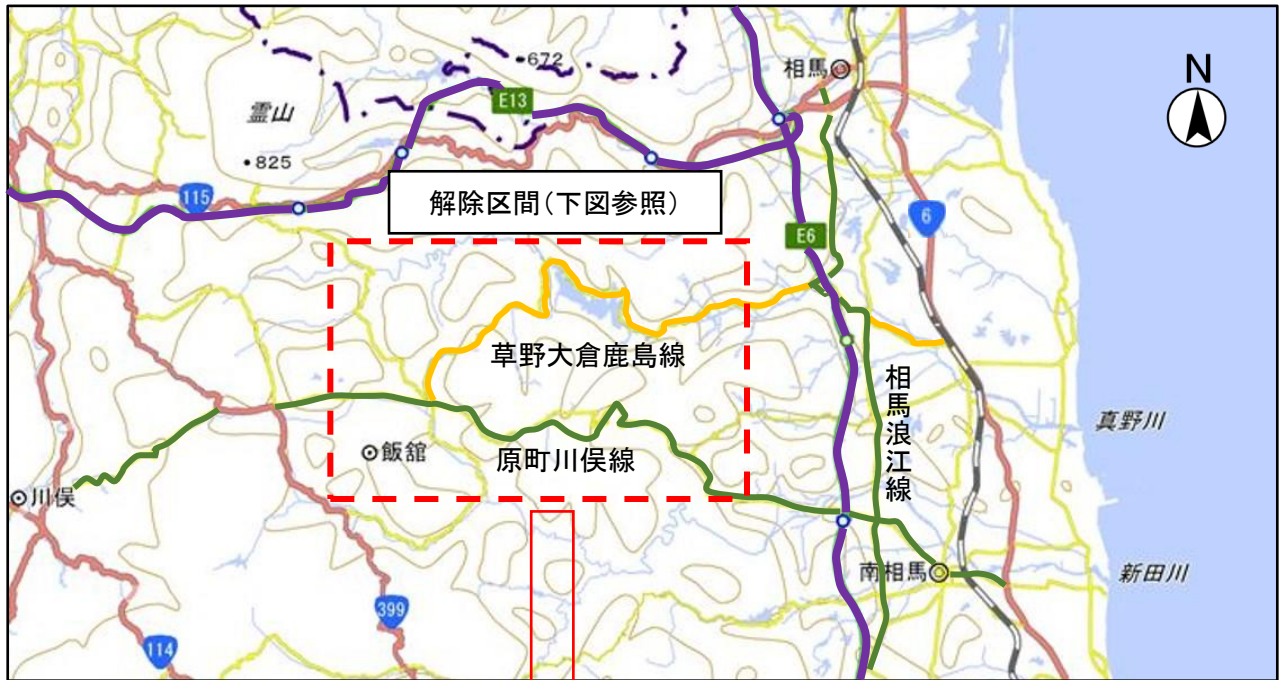 ・672
相馬
N
E13
霊山
・825
115
解除区間(下図参照)
6
E6
草野大倉鹿島線
相馬浪江線
真野川
飯舘
原町川俣線
川俣
南相馬
新田川
399
114